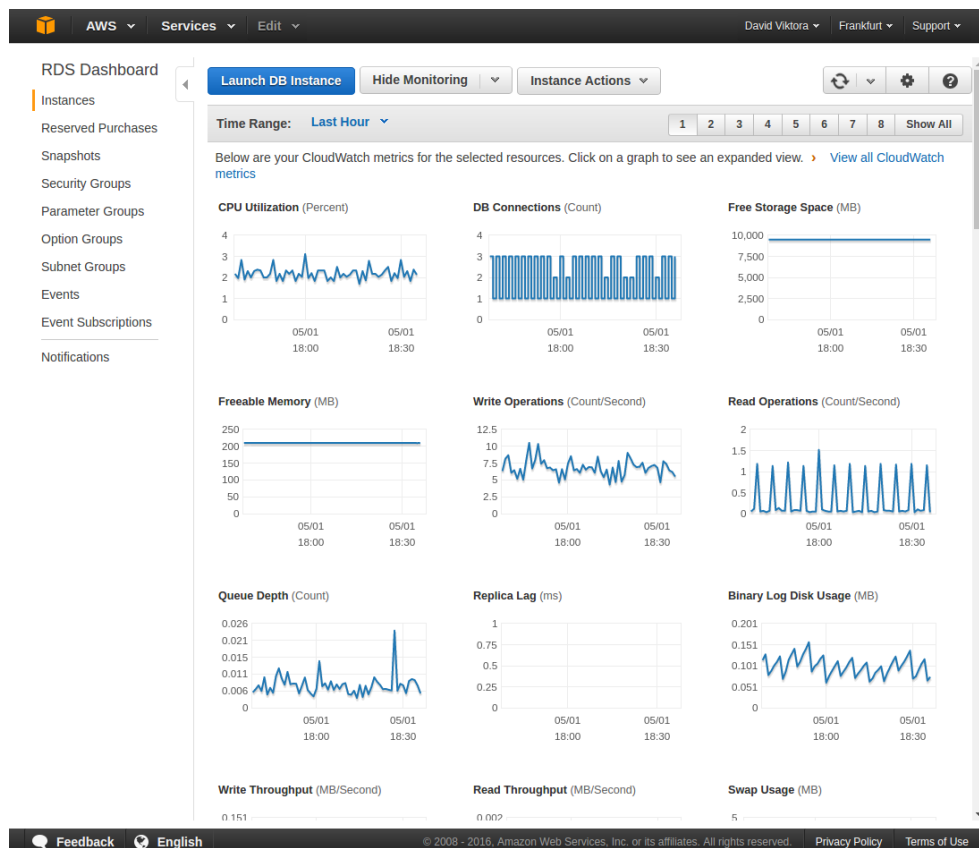 AWS Services Edit David Viktora Frankfurt Support
RDS Dashboard
Instances
Reserved Purchases
Snapshots
Security Groups
Parameter Groups
Option Groups
Subnet Groups
Events
Event Subscriptions
Notifications
Launch DB Instance Hide Monitoring Instance Actions
Time Range: Last Hour 1 2 3 4 5 6 7 8 Show All
Below are your CloudWatch metrics for the selected resources. Click on a graph to see an expanded view. › View all CloudWatch
metrics
CPU Utilization (Percent)
4
3
2
1
0
05/01 05/01
18:00 18:30
DB Connections (Count)
4
3
2
1
0
05/01 05/01
18:00 18:30
Free Storage Space (MB)
10,000
7,500
5,000
2,500
0
05/01 05/01
18:00 18:30
Freeable Memory (MB)
250
200
150
100
50
0
05/01 05/01
18:00 18:30
Write Operations (Count/Second)
12.5
10
7.5
5
2.5
0
05/01 05/01
18:00 18:30
Read Operations (Count/Second)
2
1.5
1
0.5
0
05/01 05/01
18:00 18:30
Queue Depth (Count)
0.026
0.021
0.015
0.011
0.006
0
05/01 05/01
18:00 18:30
Replica Lag (ms)
1
0.75
0.5
0.25
0
05/01 05/01
18:00 18:30
Binary Log Disk Usage (MB)
0.201
0.151
0.101
0.051
0
05/01 05/01
18:00 18:30
Write Throughput (MB/Second)
0.151
Read Throughput (MB/Second)
0.002
Swap Usage (MB)
5
Feedback English © 2008 - 2016, Amazon Web Services, Inc. or its affiliates. All rights reserved. Privacy Policy Terms of Use